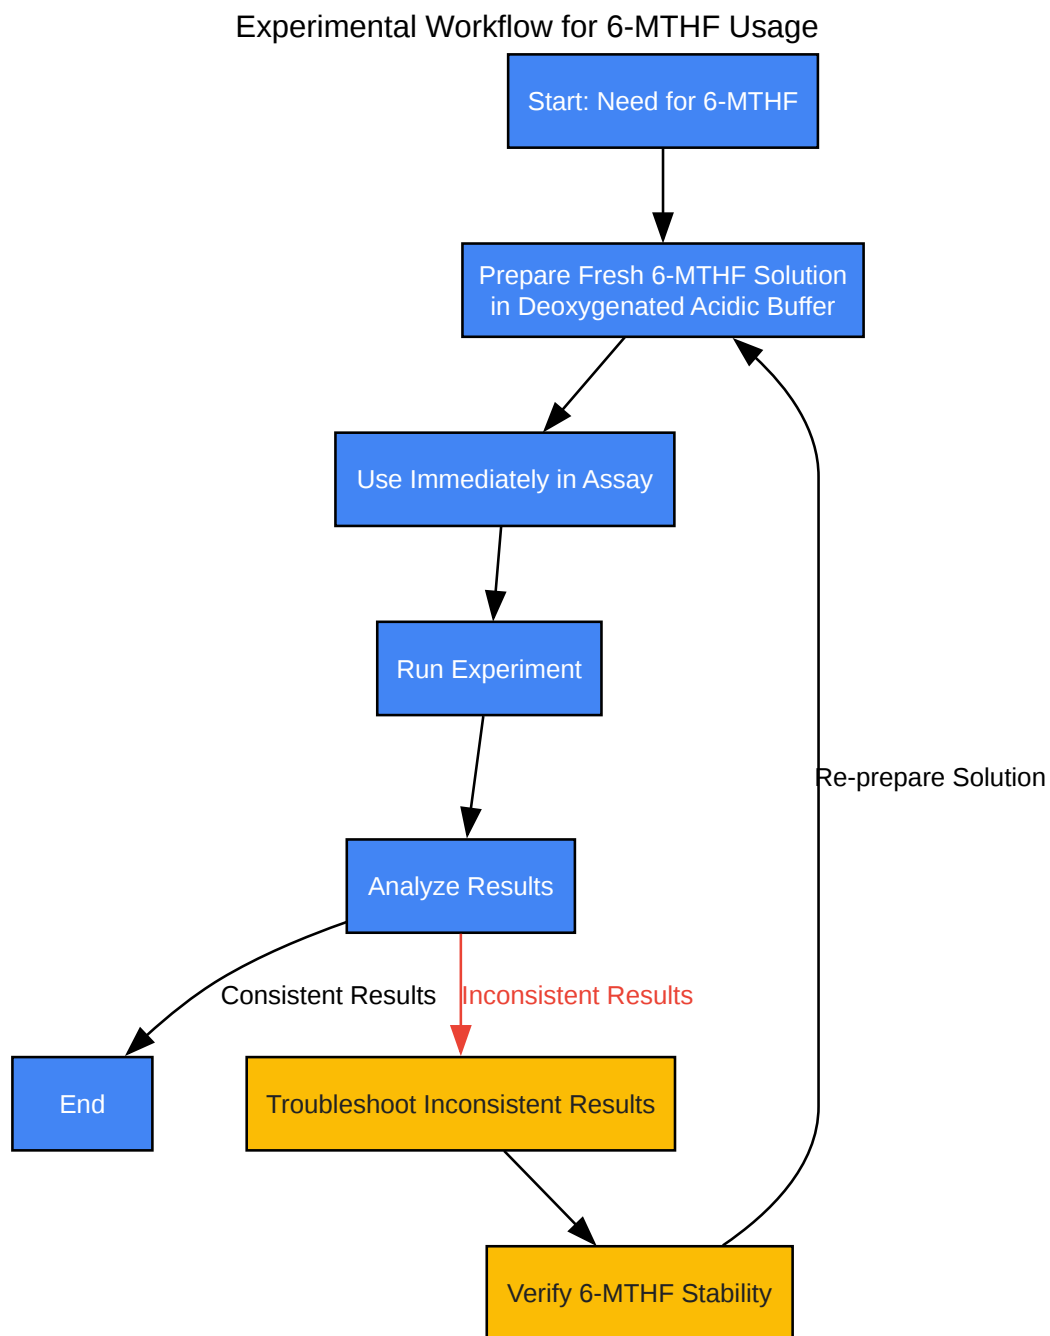 Experimental Workflow for 6-MTHF Usage
Start: Need for 6-MTHF
Prepare Fresh 6-MTHF Solution
in Deoxygenated Acidic Buffer
Use Immediately in Assay
Run Experiment
Re-prepare Solution
Analyze Results
Consistent Results
Inconsistent Results
End
Troubleshoot Inconsistent Results
Verify 6-MTHF Stability